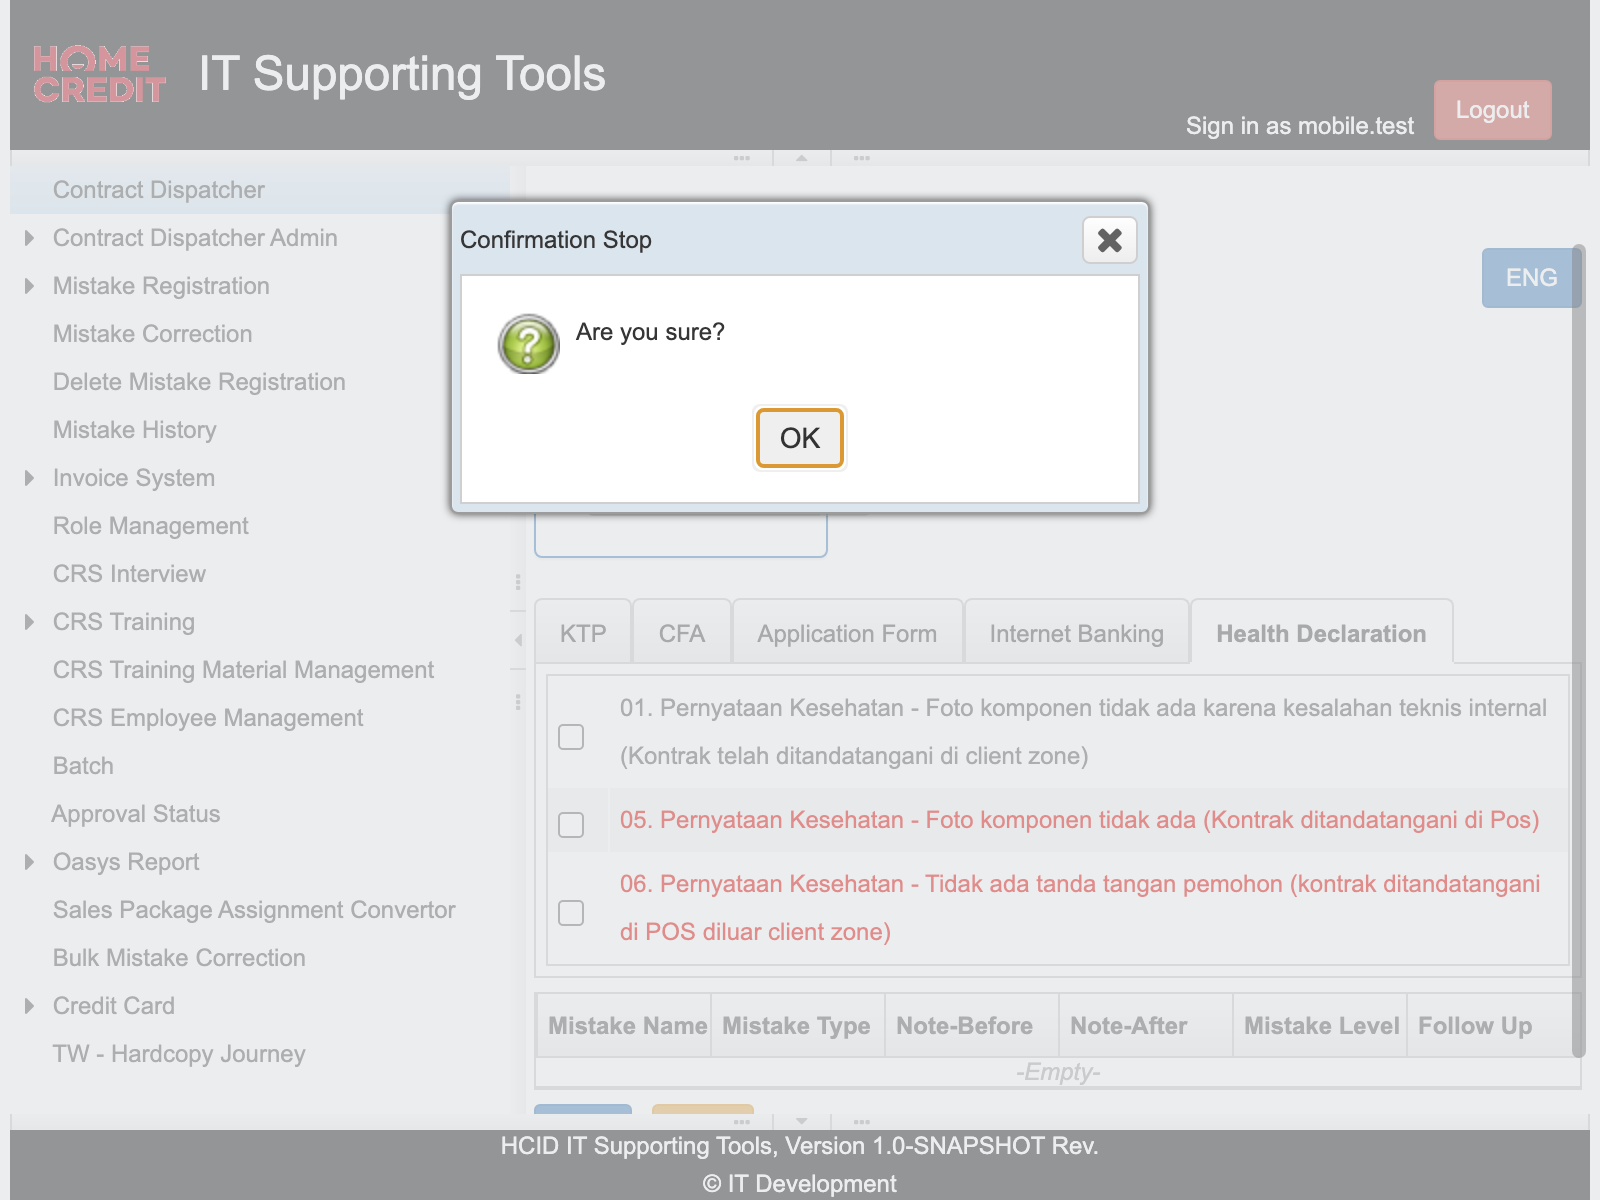 HOME
CREDIT
IT Supporting Tools
Sign in as mobile.test
Logout
Contract Dispatcher
Contract Dispatcher Admin
Mistake Registration
Mistake Correction
Delete Mistake Registration
Mistake History
Invoice System
Role Management
CRS Interview
CRS Training
CRS Training Material Management
CRS Employee Management
Batch
Approval Status
Oasys Report
Sales Package Assignment Convertor
Bulk Mistake Correction
Credit Card
TW - Hardcopy Journey
Confirmation Stop
Are you sure?
OK
ENG
KTP
CFA
Application Form
Internet Banking
Health Declaration
01. Pernyataan Kesehatan - Foto komponen tidak ada karena kesalahan teknis internal
(Kontrak telah ditandatangani di client zone)
05. Pernyataan Kesehatan - Foto komponen tidak ada (Kontrak ditandatangani di Pos)
06. Pernyataan Kesehatan - Tidak ada tanda tangan pemohon (kontrak ditandatangani
di POS diluar client zone)
Mistake Name
Mistake Type
Note-Before
Note-After
Mistake Level
Follow Up
-Empty-
HCID IT Supporting Tools, Version 1.0-SNAPSHOT Rev.
© IT Development